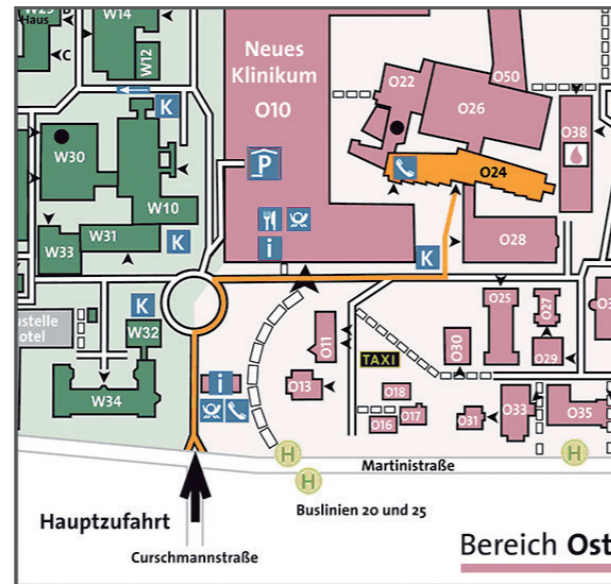 Haus
W14
C
W12
K
Neues
Klinikum
O10
O22
O50
O26
O38
W30
P
O24
W10
W33
W31
K
i
K
O28
K
W32
W34
O11
O13
O25
O27
O30
O29
TAXI
O18
O17
O16
O31
O33
O35
i
H
H
H
Martinistraße
Buslinien 20 und 25
Hauptzufahrt
Curschmannstraße
Bereich Ost